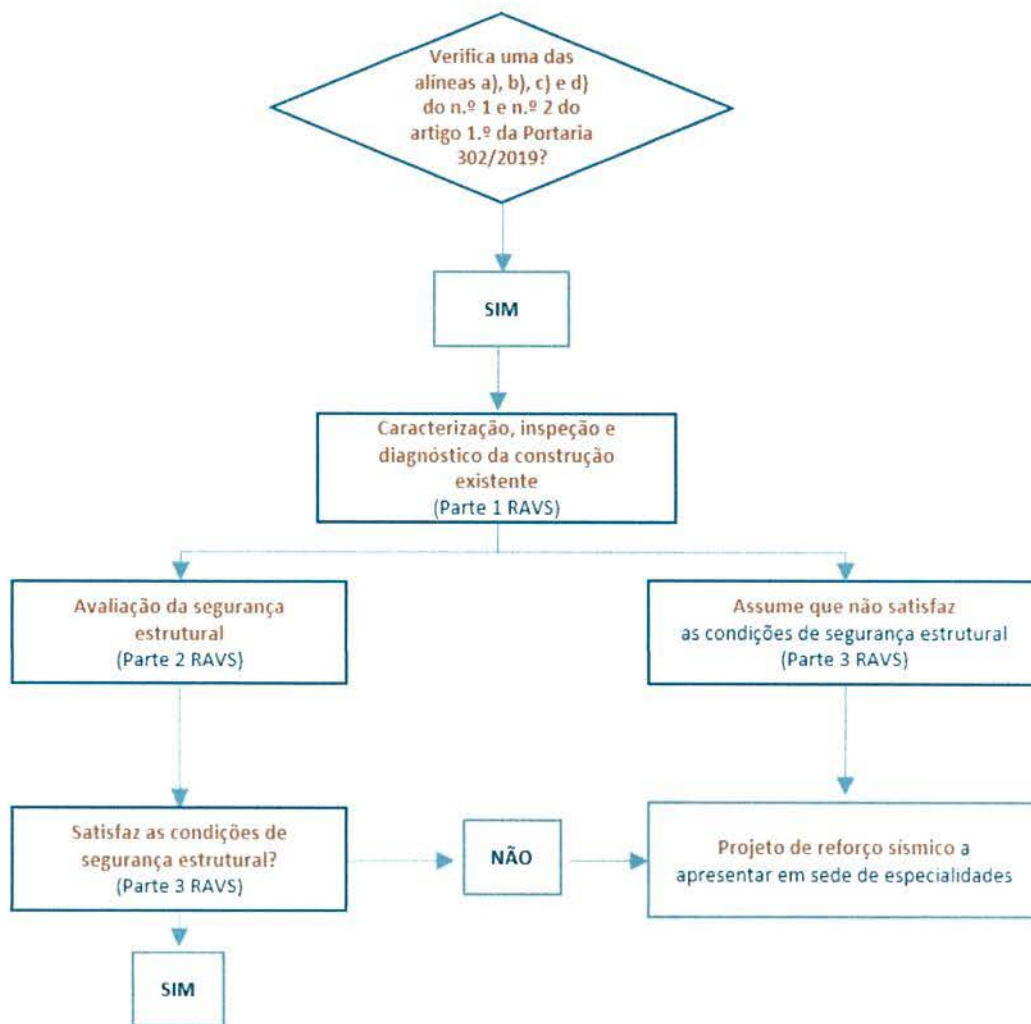 Verifica uma das
alíneas a), b), c) e d)
do n.º 1 e n.º 2 do
artigo 1.º da Portaria
302/2019?
SIM
Caracterização, inspeção e
diagnóstico da construção
existente
(Parte 1 RAVS)
Avaliação da segurança
estrutural
(Parte 2 RAVS)
Assume que não satisfaz
as condições de segurança estrutural
(Parte 3 RAVS)
Satisfaz as condições de
segurança estrutural?
(Parte 3 RAVS)
NÃO
Projeto de reforço sísmico a
apresentar em sede de especialidades
SIM